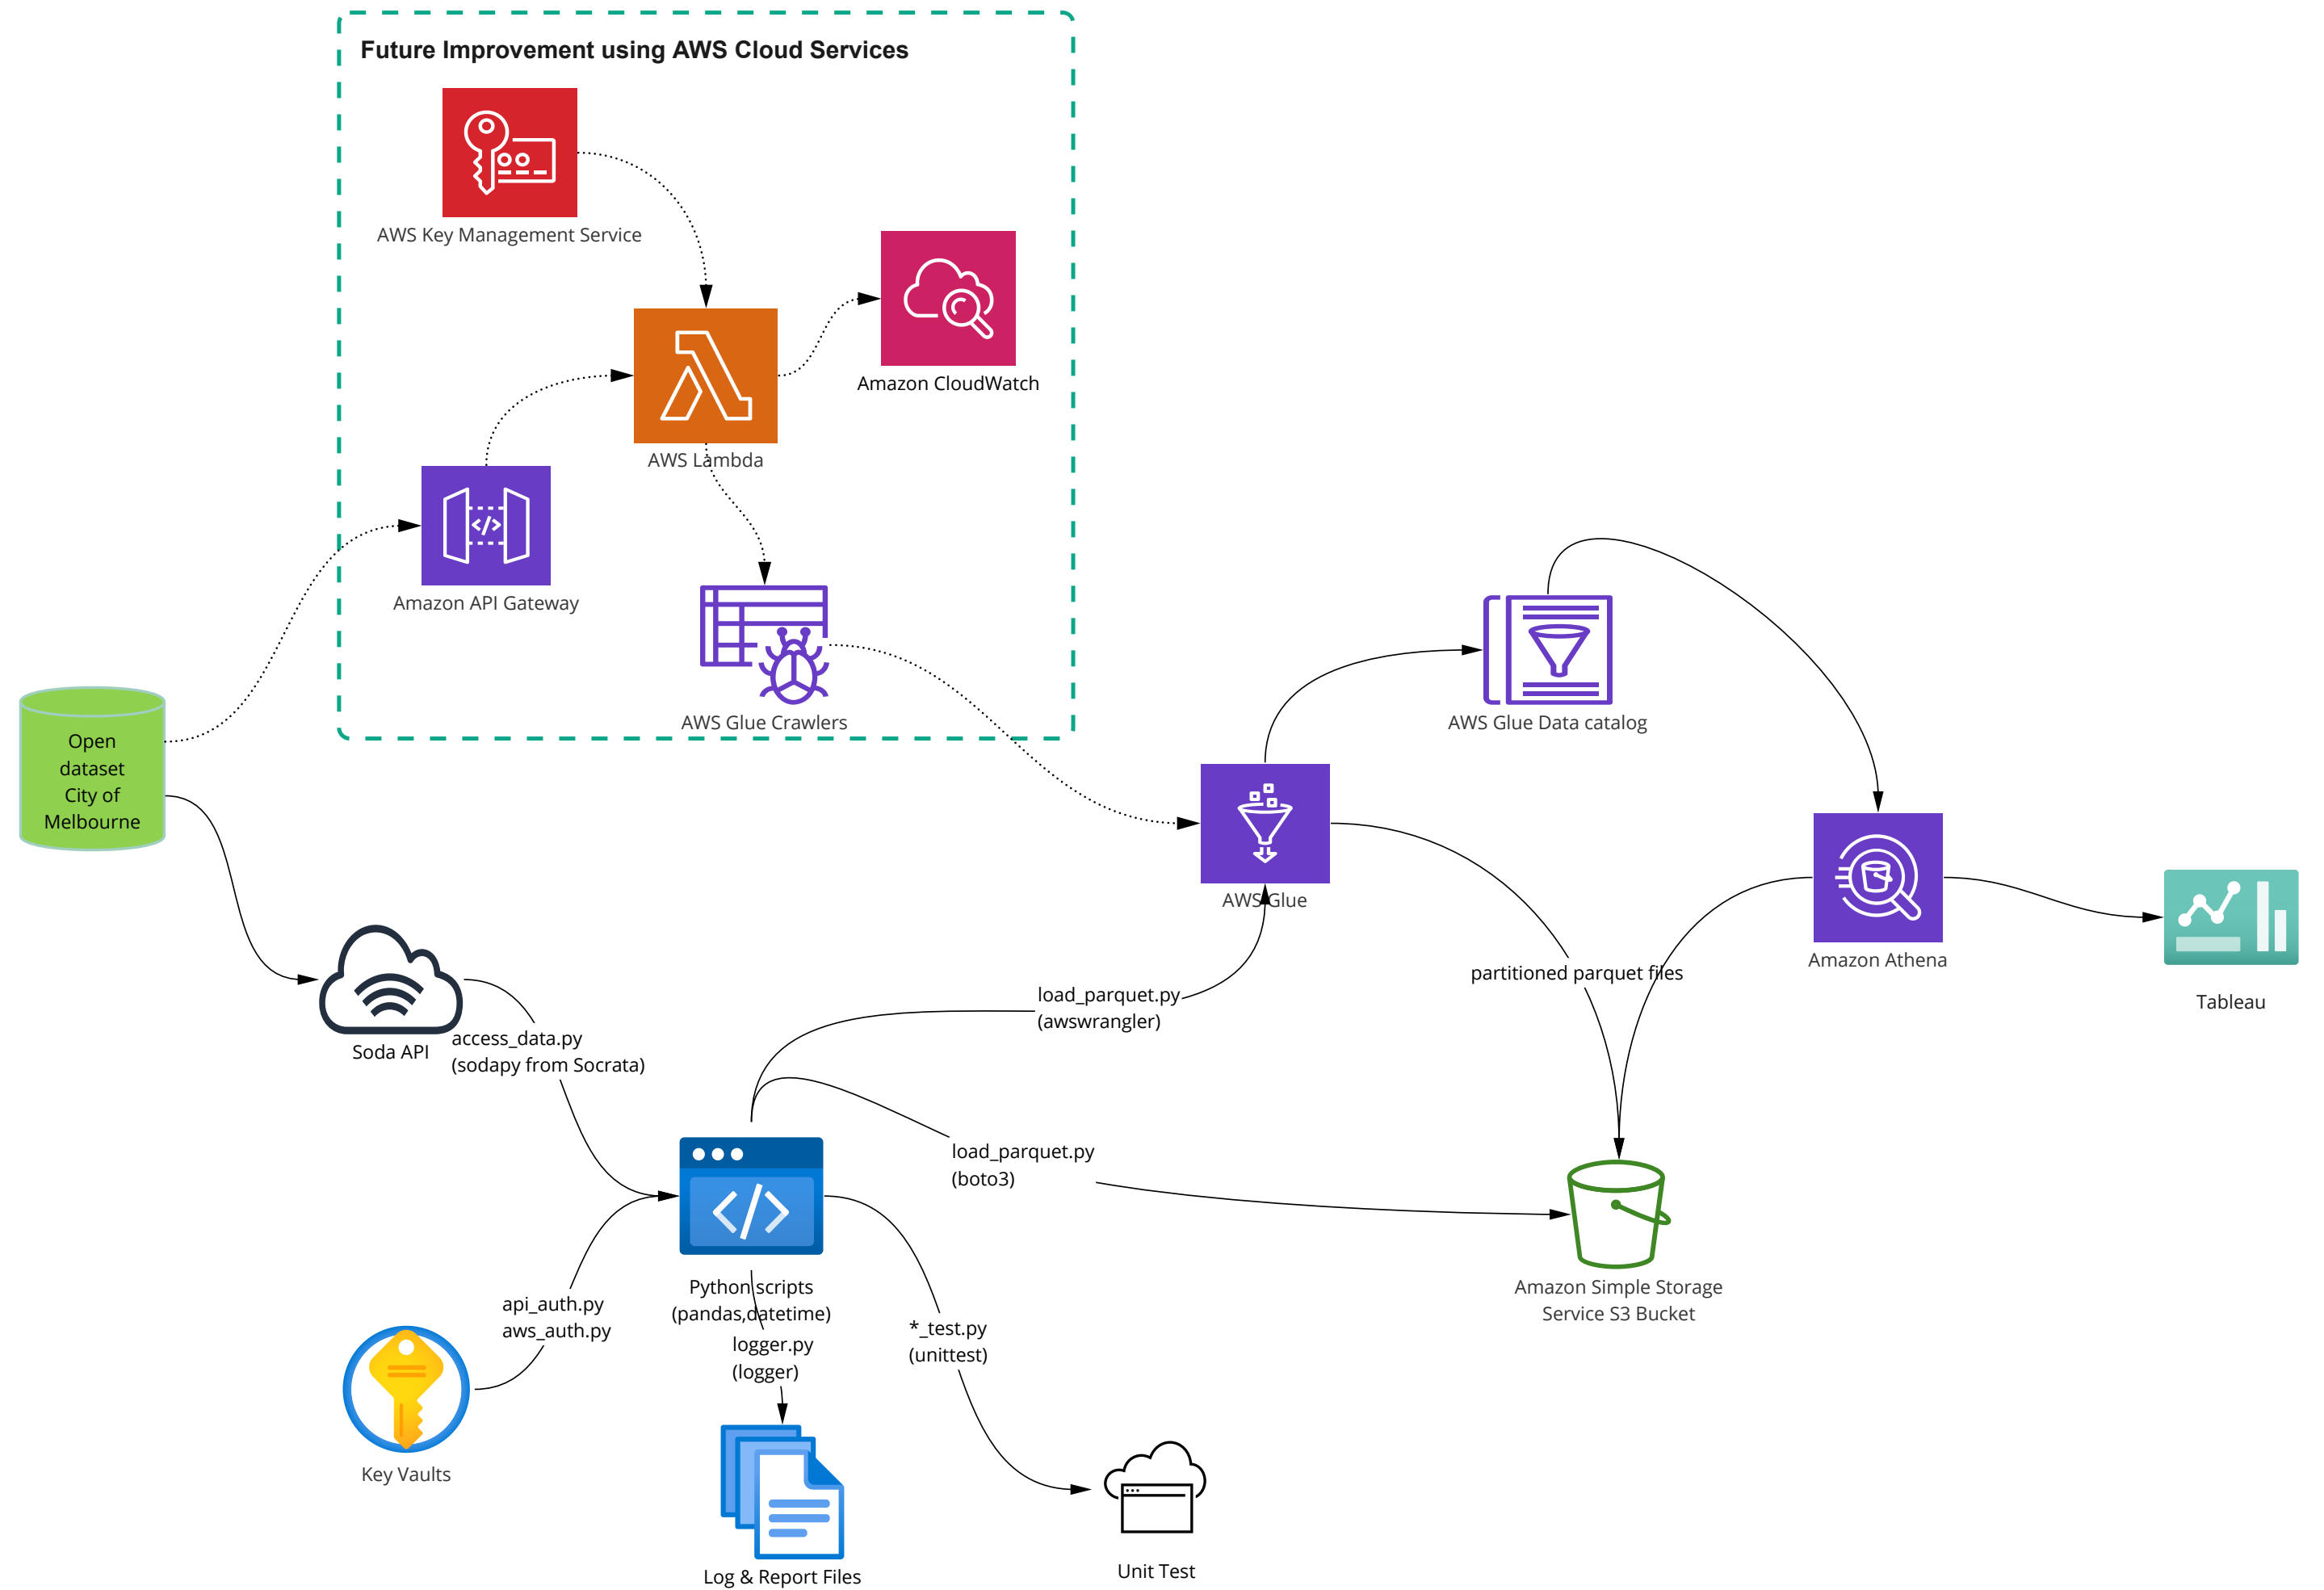 Future Improvement using AWS Cloud Services
AWS Key Management Service
Amazon CloudWatch
AWS Lambda
Amazon API Gateway
AWS Glue Crawlers
AWS Glue Data catalog
Open
dataset
City of
Melbourne
AWS Glue
Amazon Athena
partitioned parquet files
Tableau
load_parquet.py
(awswrangler)
Soda API
access_data.py
(sodapy from Socrata)
load_parquet.py
(boto3)
Python scripts
(pandas,datetime)
Amazon Simple Storage
Service S3 Bucket
api_auth.py
aws_auth.py
logger.py
(logger)
*_test.py
(unittest)
Key Vaults
Log & Report Files
Unit Test